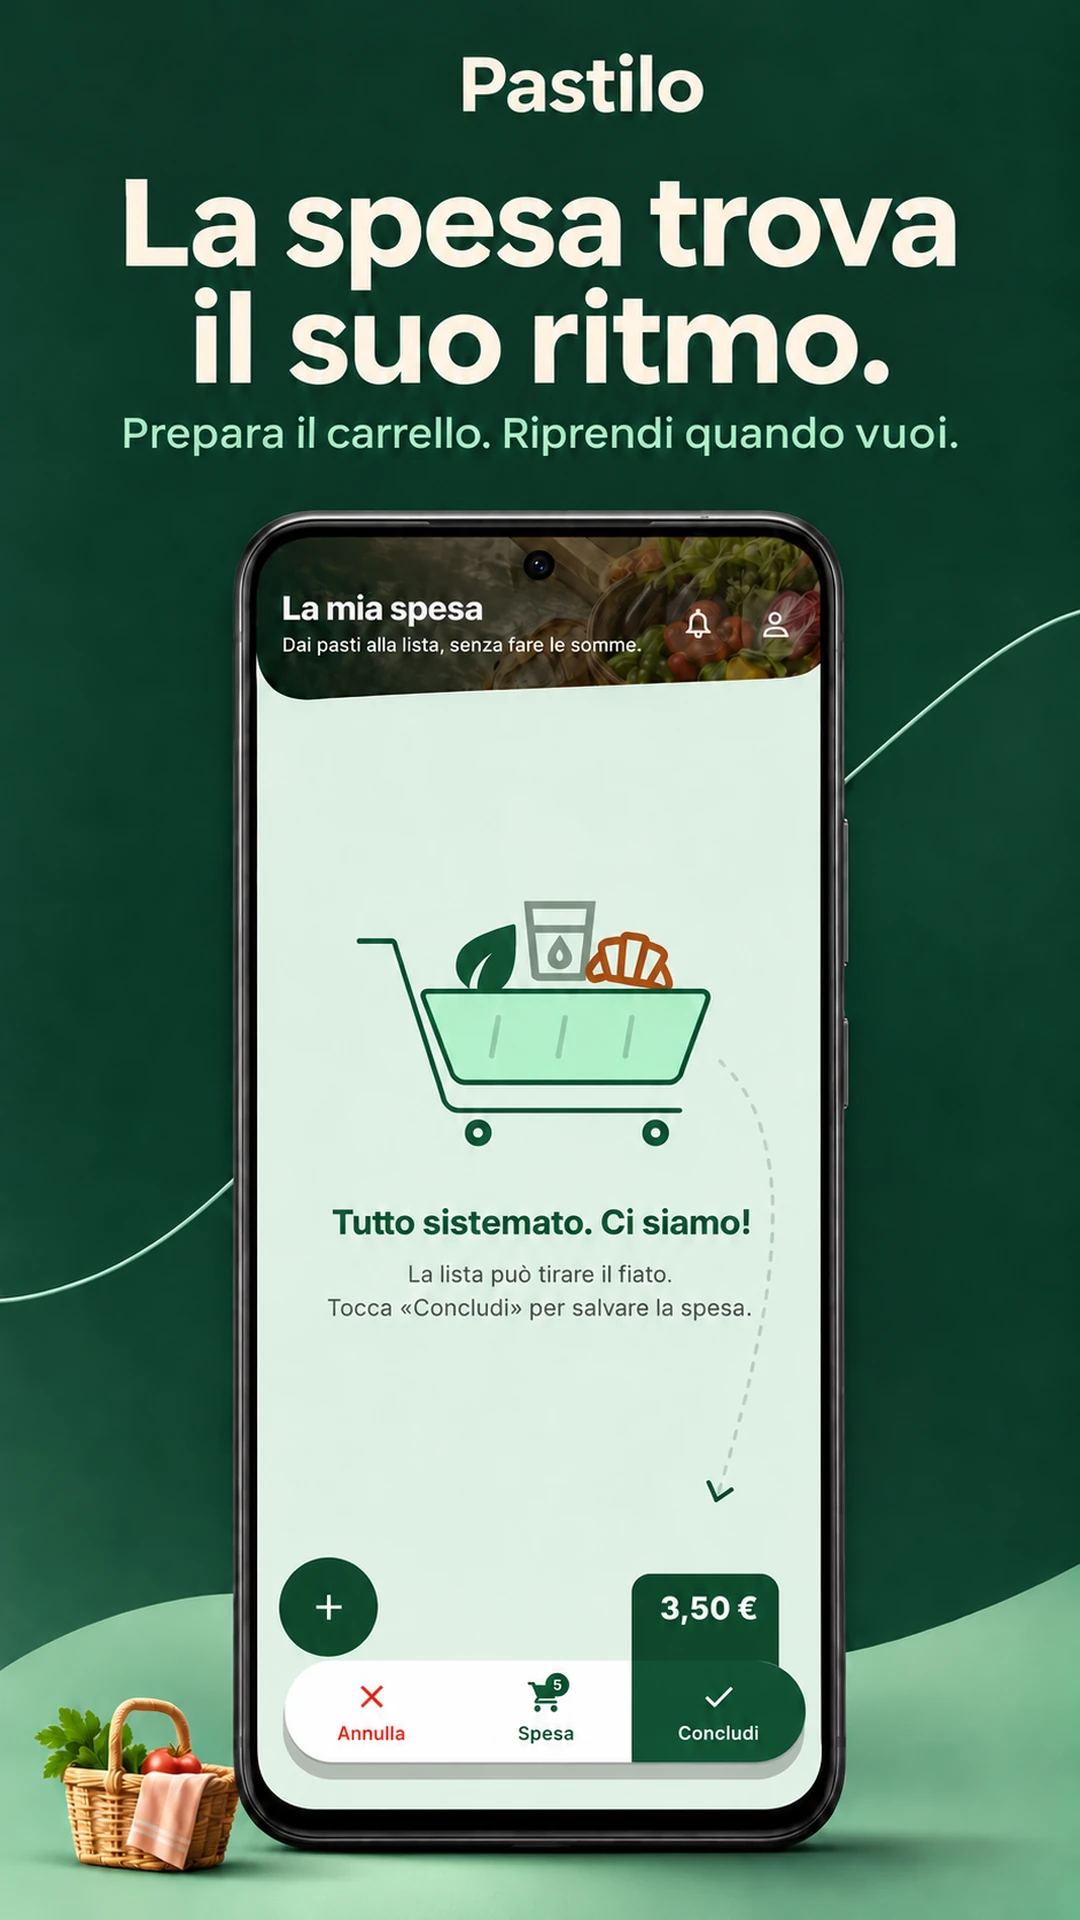 Pastilo
La spesa trova
il suo ritmo.
Prepara il carrello. Riprendi quando vuoi.
La mia spesa
Dai pasti alla lista, senza fare le somme.
Tutto sistemato. Ci siamo!
La lista può tirare il fiato.
Tocca «Concludi» per salvare la spesa.
3,50 €
5
Annulla
Spesa
Concludi